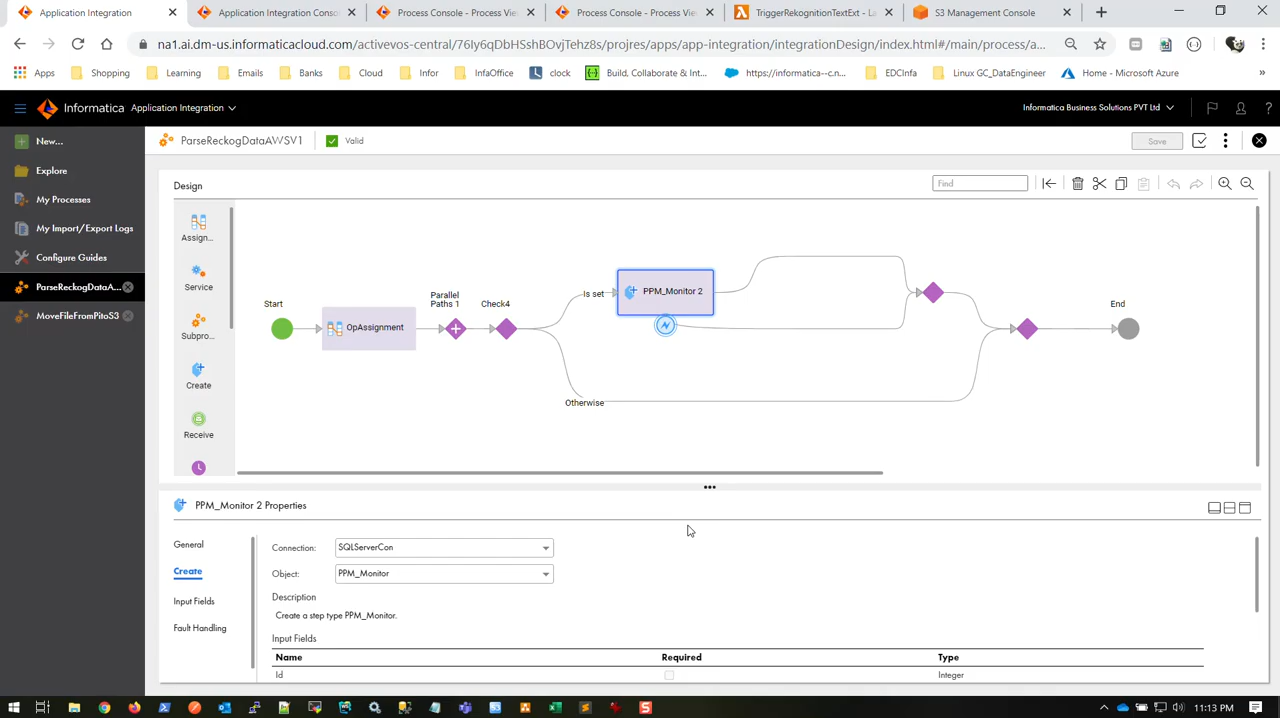 Application Integration
Application Integration Conso
Process Console - Process Vie
Process Console - Process Vie
TriggerRekognitionTextExt - La
S3 Management Console
na1.ai.dm-us.informaticacloud.com/activevos-central/76IyqDbHSshBOvjTehz8s/projres/apps/app-integration/integrationDesign/index.html#/main/process/a...
Apps Shopping Learning Emails Banks Cloud Infor InfaOffice clock Build, Collaborate & Int... https://informatica--c.n... EDCInfa Linux GC_DataEngineer Home - Microsoft Azure
Informatica Application Integration
Informatica Business Solutions PVT Ltd
?
New...
Explore
My Processes
My Import/Export Logs
Configure Guides
ParseReckogDataA...
MoveFileFromPitoS3
ParseReckogDataAWSV1 Valid
Save
Design
Find
Assign...
Service
Subpro...
Create
Receive
Start
OpAssignment
Parallel
Paths 1
Check4
Is set
PPM_Monitor 2
Otherwise
End
PPM_Monitor 2 Properties
General
Create
Input Fields
Fault Handling
Connection: SQLServerCon
Object: PPM_Monitor
Description
Create a step type PPM_Monitor.
Input Fields
Name Required Type
Id Integer
11:13 PM